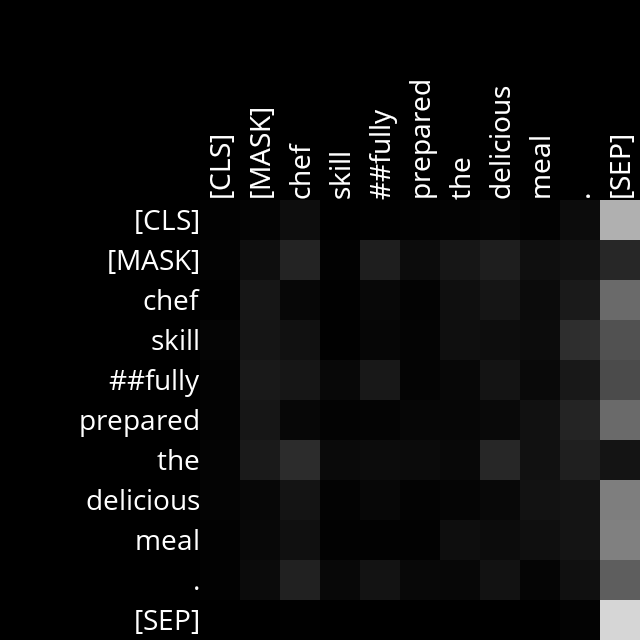 [CLS]
[MASK]
chef
skill
##fully
prepared
the
delicious
meal
.
[SEP]
[CLS]
[MASK]
chef
skill
##fully
prepared
the
delicious
meal
.
[SEP]